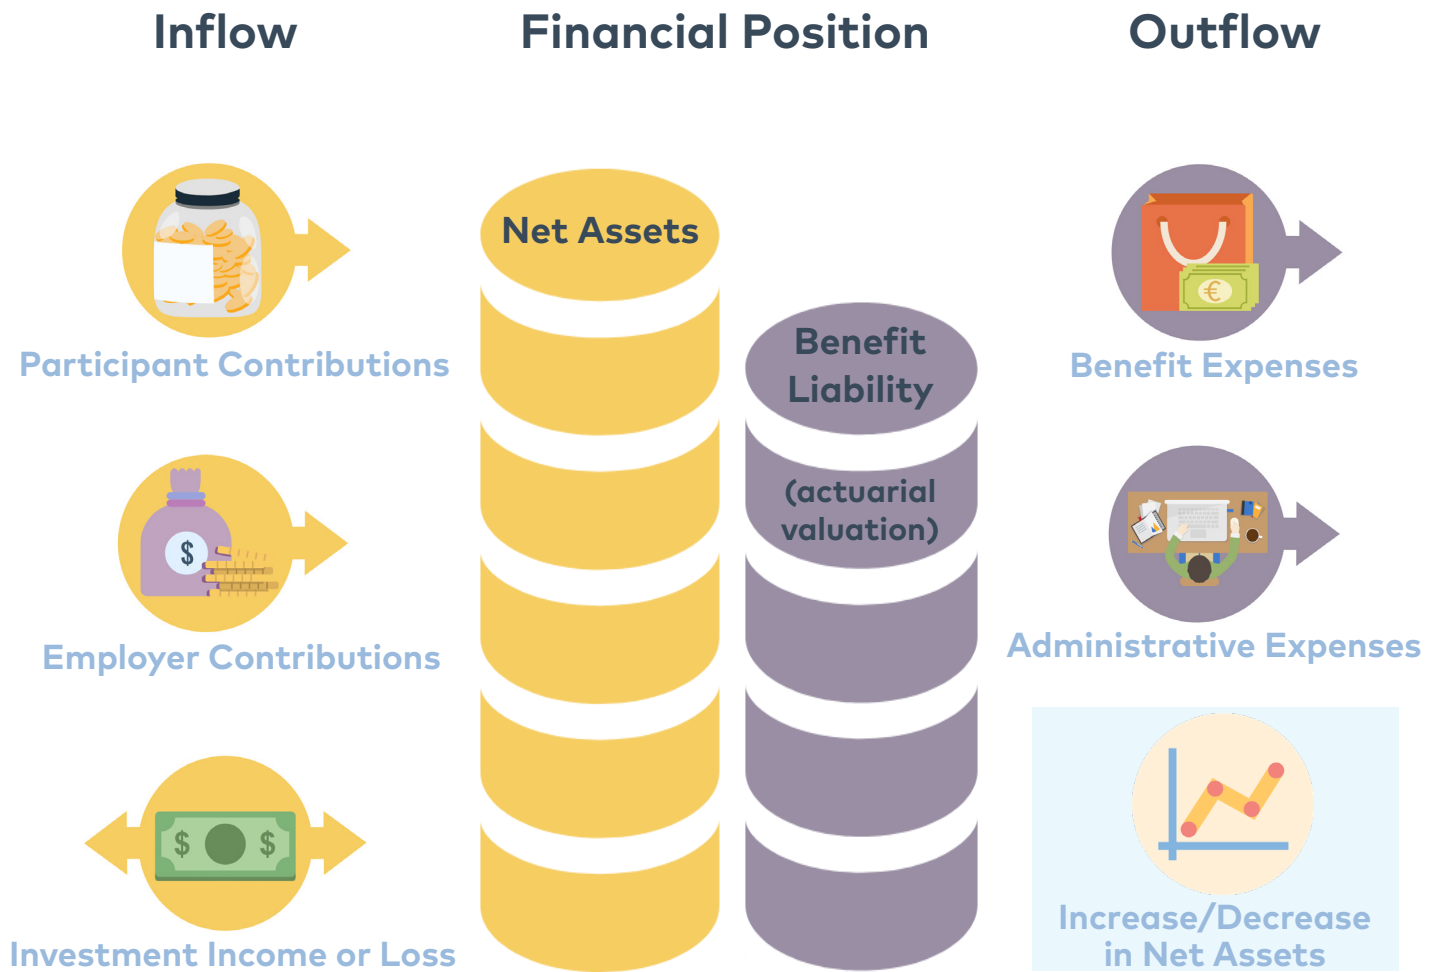 Inflow
Financial Position
Outflow
Net Assets
Participant Contributions
Benefit
Liability
Benefit Expenses
(actuarial
valuation)
$
Employer Contributions
Administrative Expenses
$ $
Investment Income or Loss
Increase/Decrease
in Net Assets
€